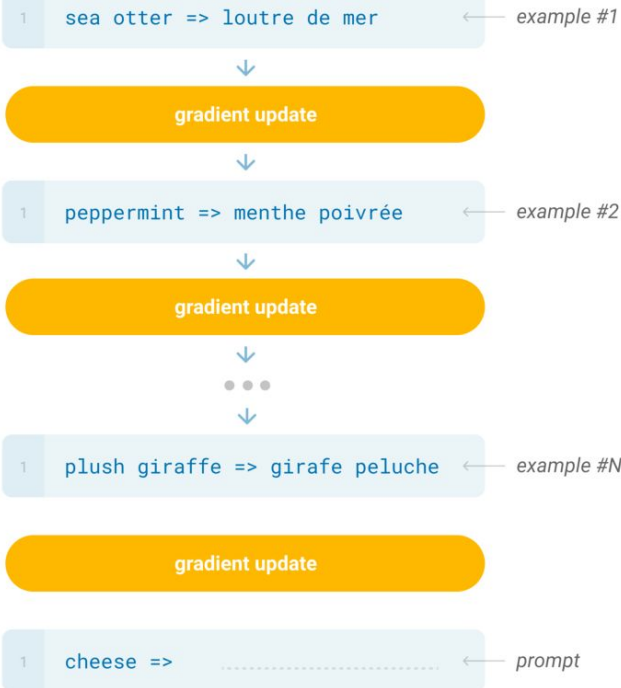 1 sea otter => loutre de mer example #1
gradient update
1 peppermint => menthe poivrée example #2
gradient update
1 plush giraffe => girafe peluche example #N
gradient update
1 cheese => prompt